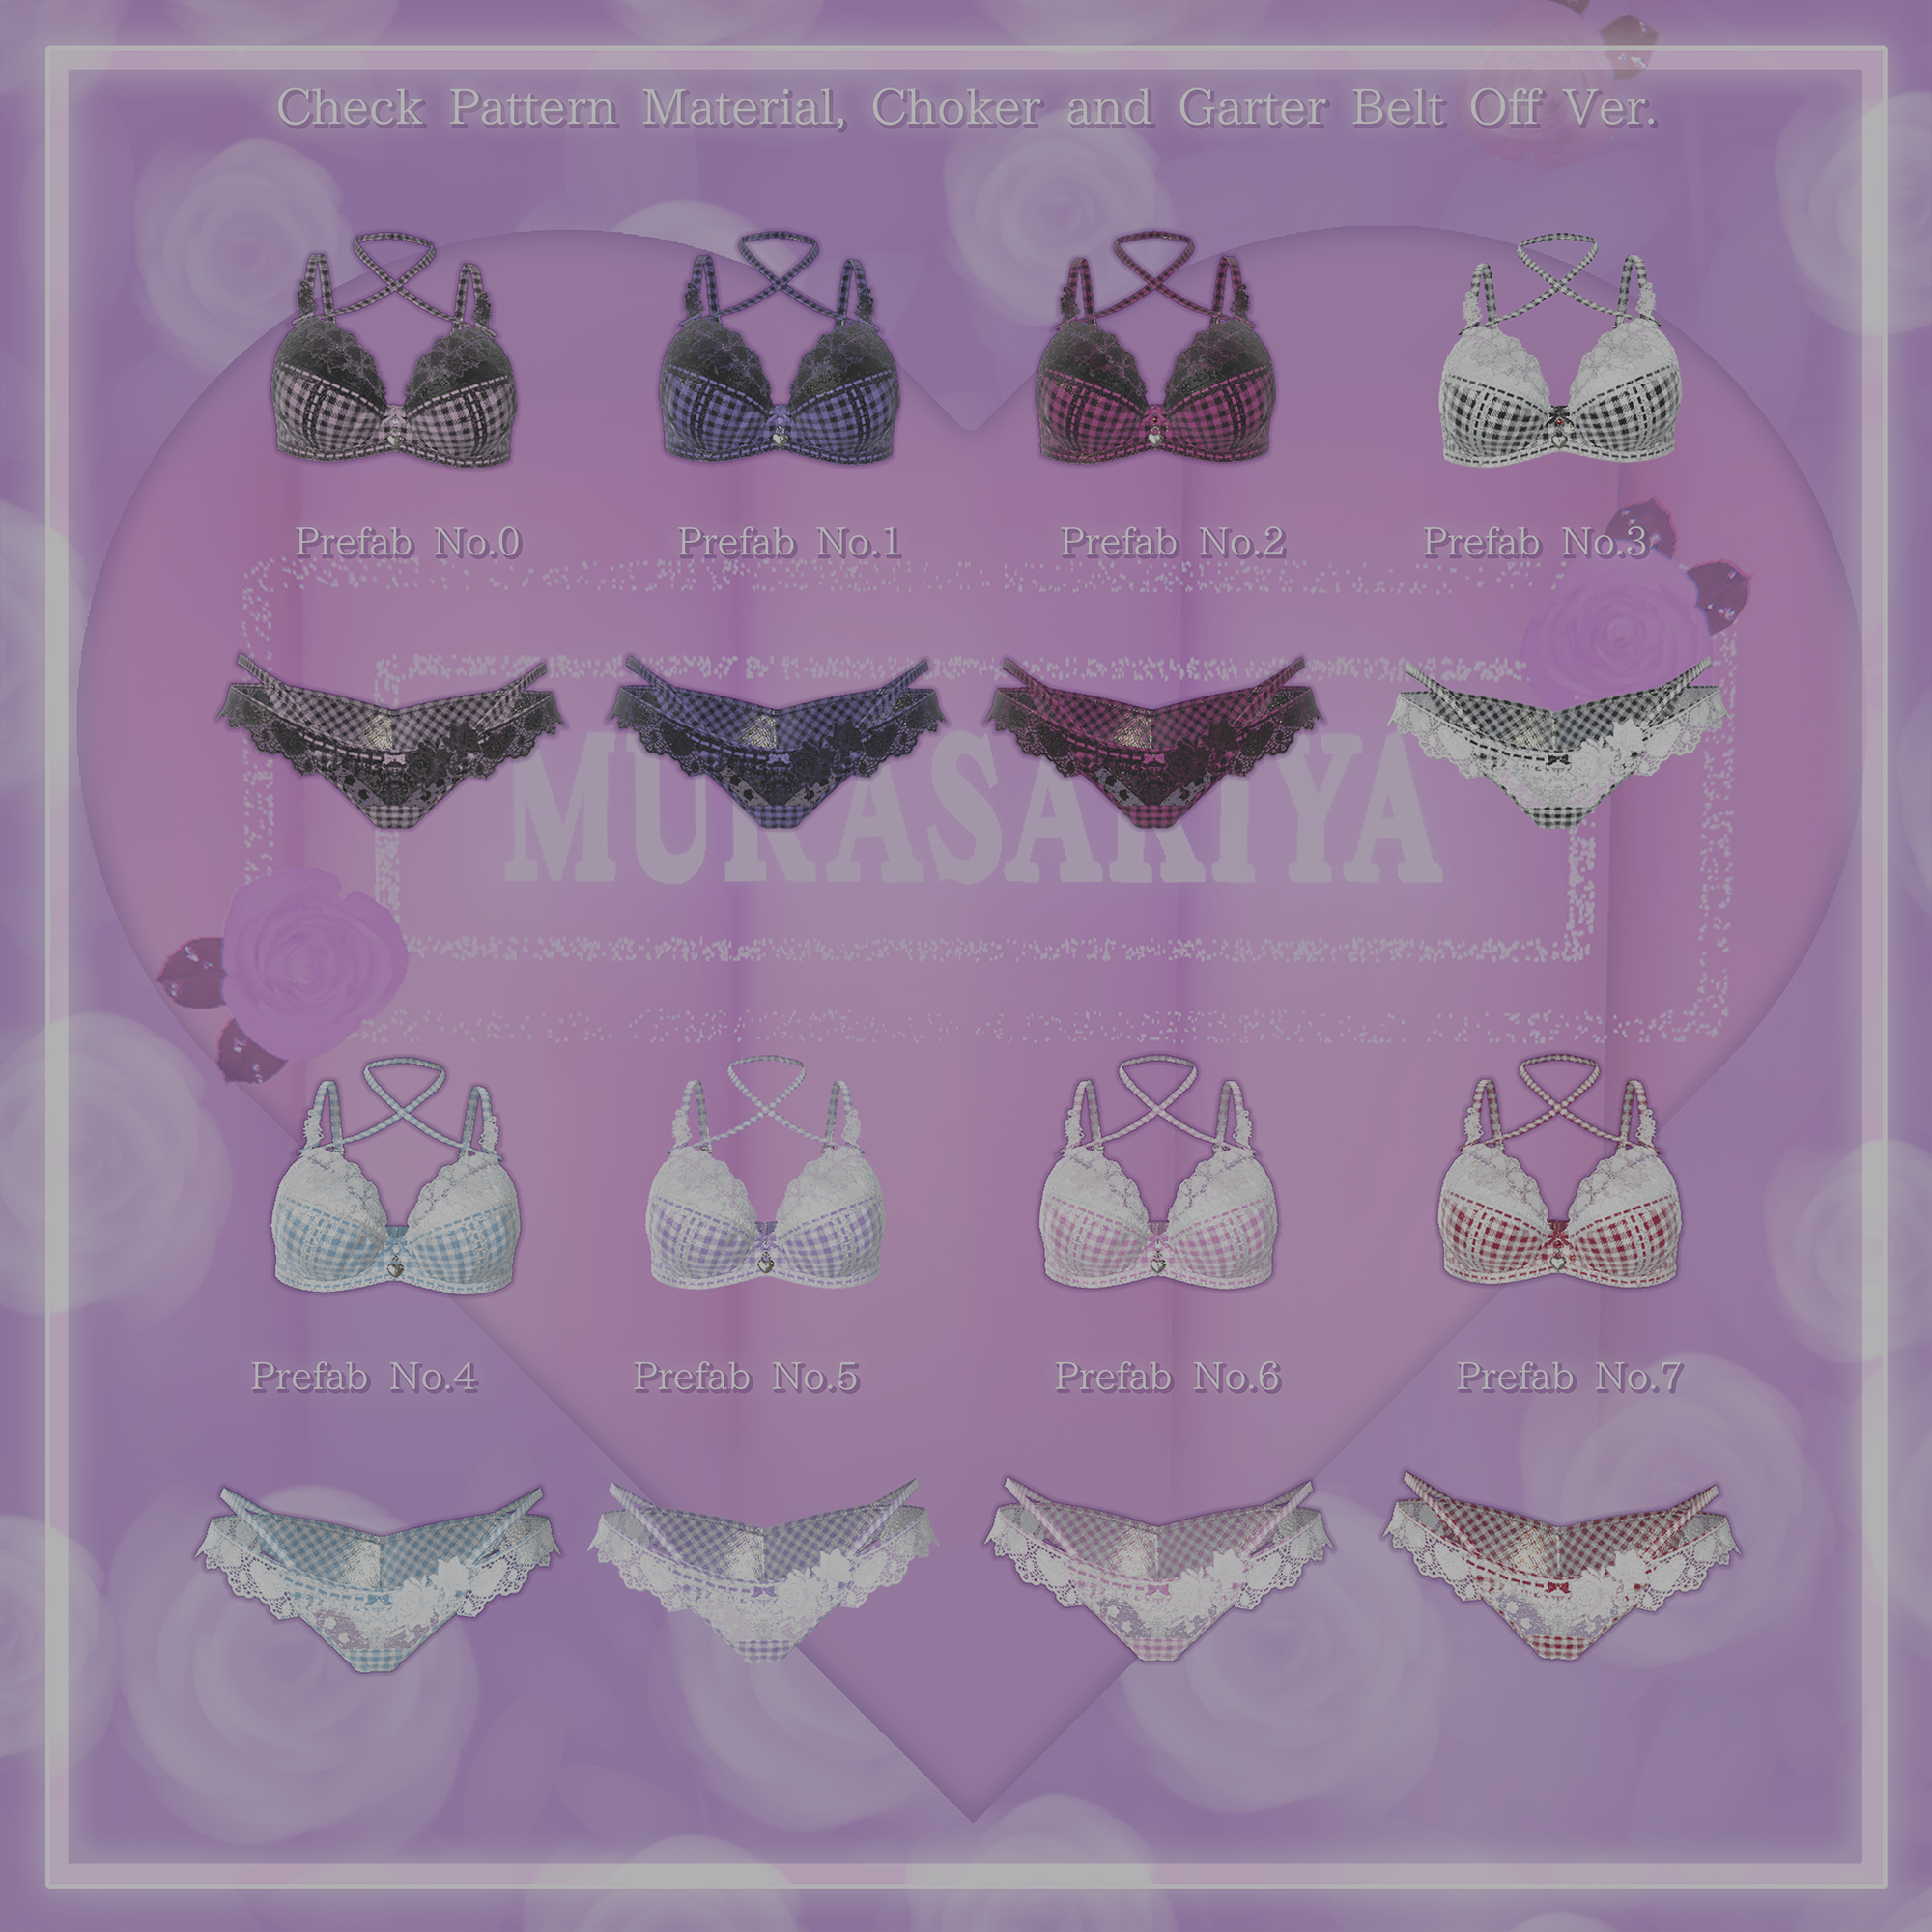 Check Pattern Material, Choker and Garter Belt Off Ver.
Prefab No.0
Prefab No.1
Prefab No.2
Prefab No.3
MURASAKIYA
Prefab No.4
Prefab No.5
Prefab No.6
Prefab No.7